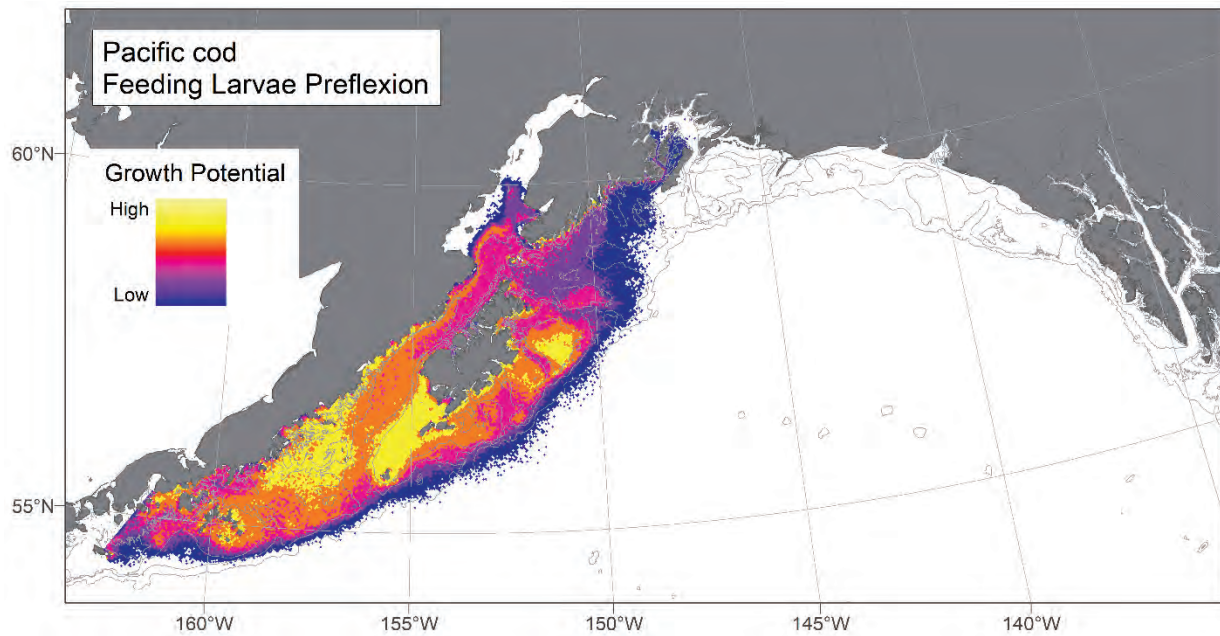 Pacific cod
Feeding Larvae Preflexion
Growth Potential
High
Low
60°N
55°N
160°W
155°W
150°W
145°W
140°W